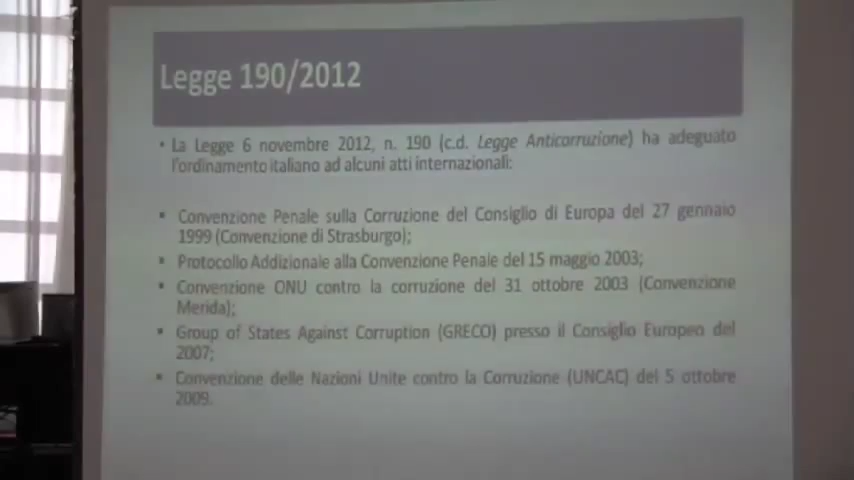 Legge 190/2012
• La Legge 6 novembre 2012, n. 190 (c.d. Legge Anticorruzione) ha adeguato
l'ordinamento italiano ad alcuni atti internazionali:
▪ Convenzione Penale sulla Corruzione del Consiglio di Europa del 27 gennaio
1999 (Convenzione di Strasburgo);
▪ Protocollo Addizionale alla Convenzione Penale del 15 maggio 2003;
▪ Convenzione ONU contro la corruzione del 31 ottobre 2003 (Convenzione
Merida);
▪ Group of States Against Corruption (GRECO) presso il Consiglio Europeo del
2007;
▪ Convenzione delle Nazioni Unite contro la Corruzione (UNCAC) del 5 ottobre
2009.